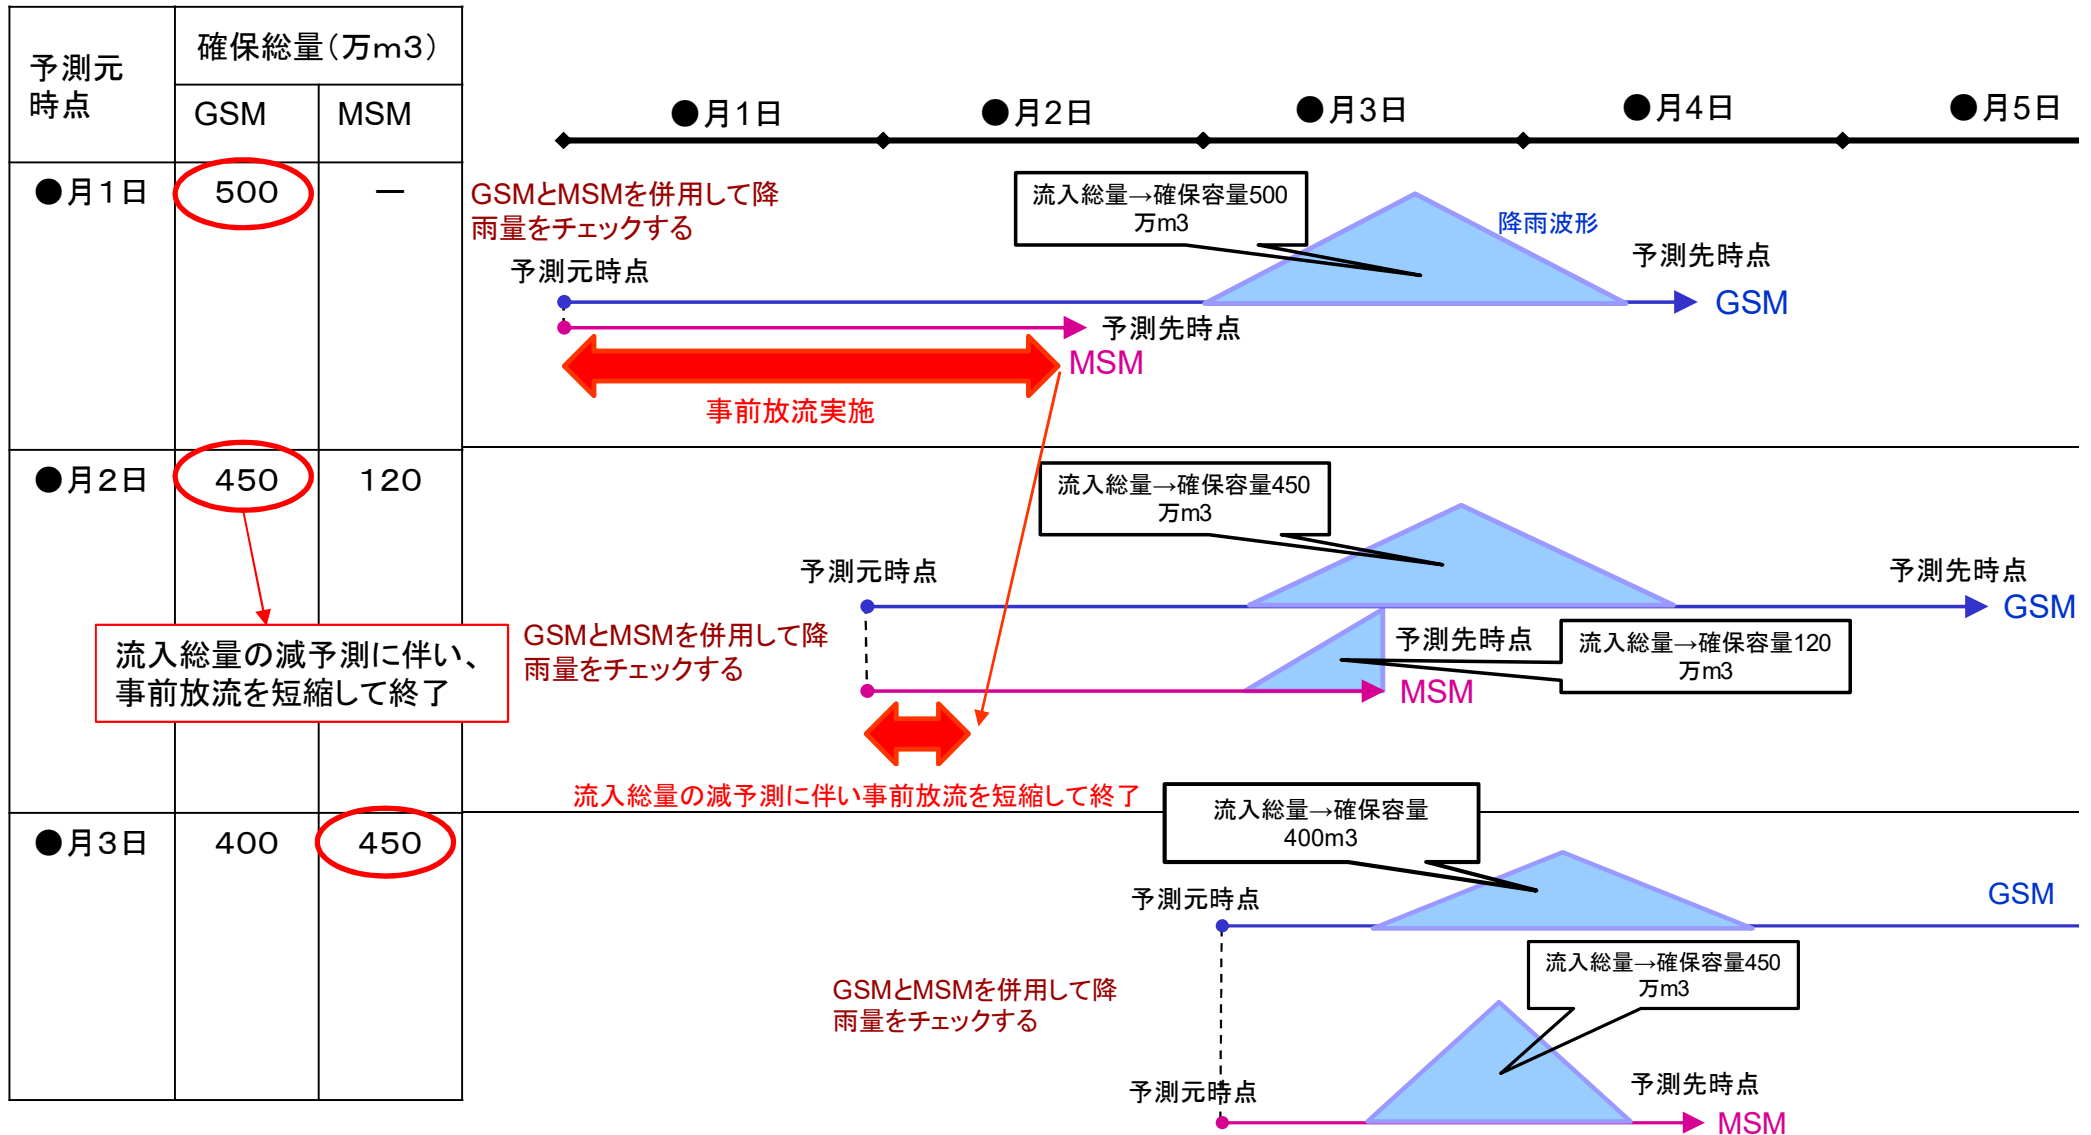 予測元
時点
確保総量(万m3)
GSM
MSM
●月1日
●月2日
●月3日
●月4日
●月5日
●月1日
500
－
GSMとMSMを併用して降
雨量をチェックする
流入総量→確保容量500
万m3
降雨波形
予測元時点
予測先時点
GSM
予測先時点
MSM
事前放流実施
●月2日
450
120
流入総量→確保容量450
万m3
予測元時点
予測先時点
GSM
流入総量の減予測に伴い、
事前放流を短縮して終了
GSMとMSMを併用して降
雨量をチェックする
予測先時点
流入総量→確保容量120
万m3
MSM
流入総量の減予測に伴い事前放流を短縮して終了
●月3日
400
450
流入総量→確保容量
400m3
予測元時点
GSM
GSMとMSMを併用して降
雨量をチェックする
流入総量→確保容量450
万m3
予測元時点
予測先時点
MSM